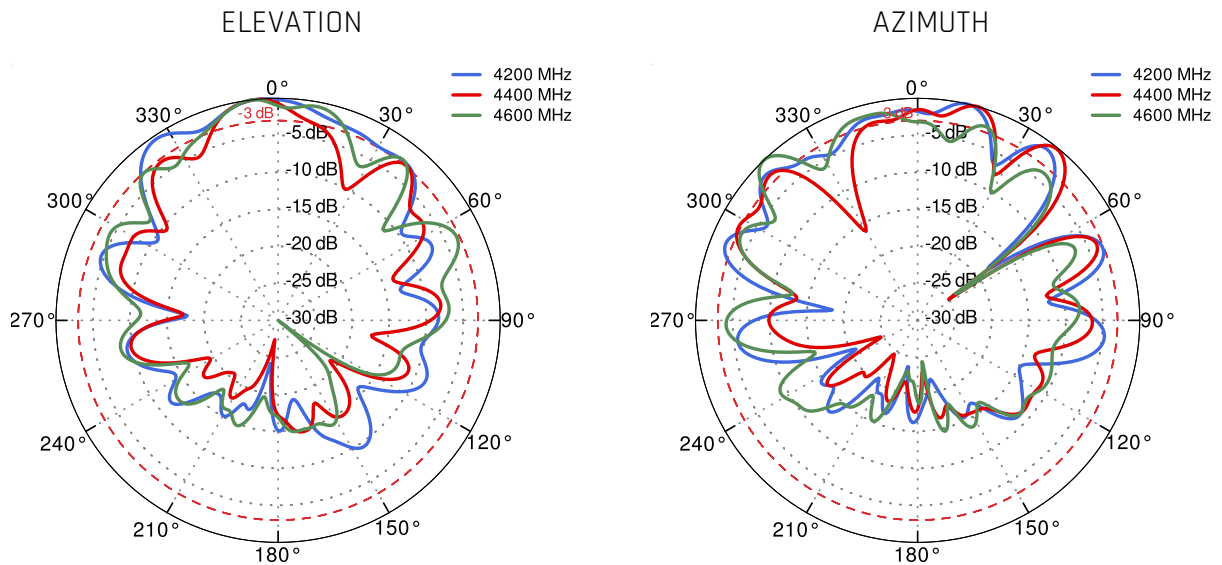 ELEVATION
4200 MHz
4400 MHz
4600 MHz
0°
30°
60°
90°
120°
150°
180°
210°
240°
270°
300°
330°
-3 dB
-5 dB
-10 dB
-15 dB
-20 dB
-25 dB
-30 dB
AZIMUTH
4200 MHz
4400 MHz
4600 MHz
0°
30°
60°
90°
120°
150°
180°
210°
240°
270°
300°
330°
-3 dB
-5 dB
-10 dB
-15 dB
-20 dB
-25 dB
-30 dB